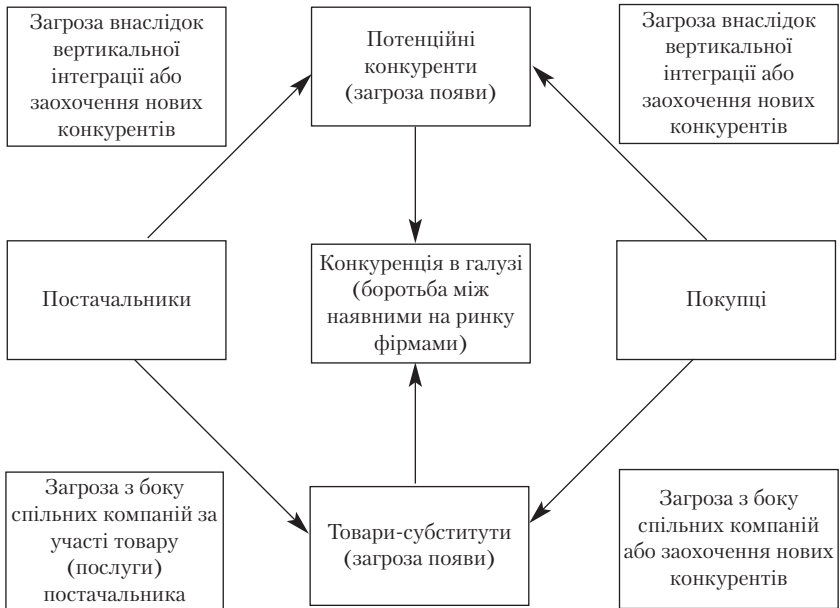 Загроза внаслідок
вертикальної
інтеграції або
заохочення нових
конкурентів
Потенційні
конкуренти
(загроза появи)
Загроза внаслідок
вертикальної
інтеграції або
заохочення нових
конкурентів
Постачальники
Конкуренція в галузі
(боротьба між
наявними на ринку
фірмами)
Покупці
Загроза з боку
спільних компаній за
участі товару
(послуги)
постачальника
Товари-субститути
(загроза появи)
Загроза з боку
спільних компаній
або заохочення нових
конкурентів